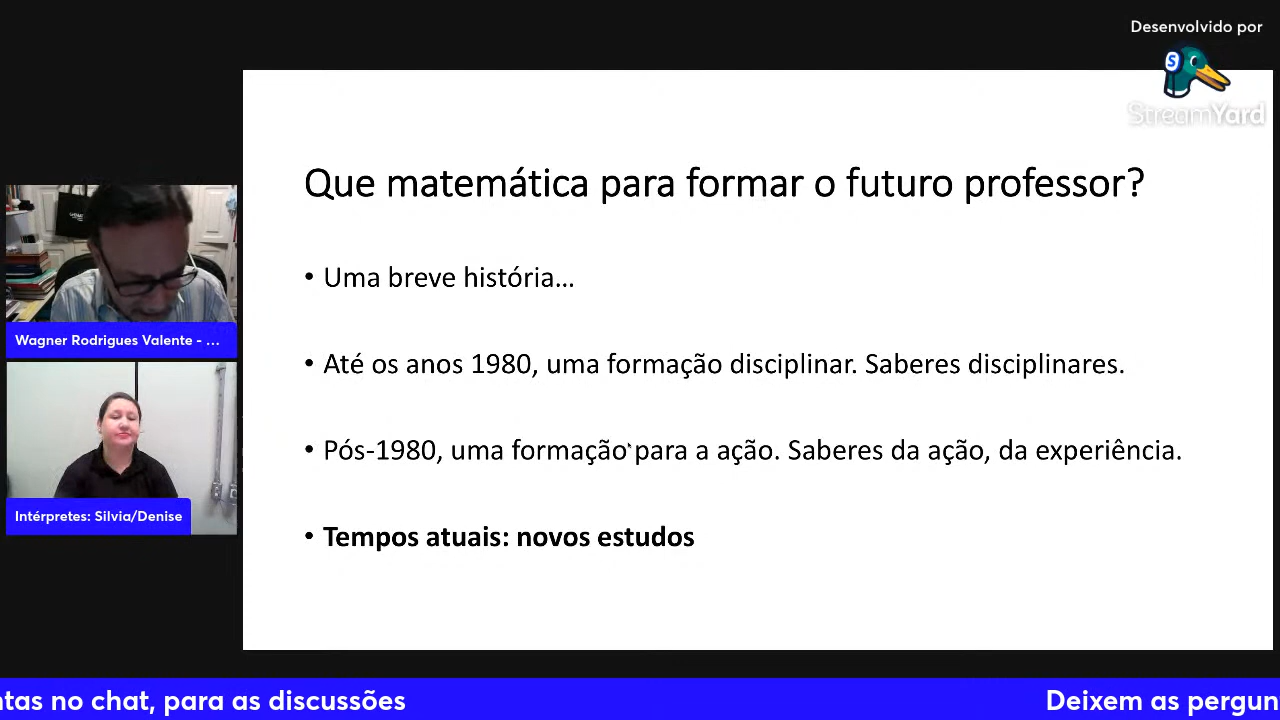 Desenvolvido por
StreamYard
Que matemática para formar o futuro professor?
• Uma breve história...
• Até os anos 1980, uma formação disciplinar. Saberes disciplinares.
• Pós-1980, uma formação para a ação. Saberes da ação, da experiência.
• Tempos atuais: novos estudos
Wagner Rodrigues Valente - ...
Intérpretes: Silvia/Denise
ntas no chat, para as discussões
Deixem as pergun